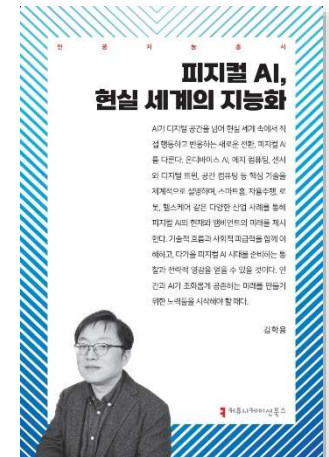 인 공 지 능 총 서
피지컬 AI,
현실 세계의 지능화
AI가 디지털 공간을 넘어 현실 세계 속에서 직
접 행동하고 반응하는 새로운 전환, 피지컬 AI
를 다룬다. 온디바이스 AI, 에지 컴퓨팅, 센서
와 디지털 트윈, 공간 컴퓨팅 등 핵심 기술을
체계적으로 설명하며, 스마트홈, 자율주행, 로
봇, 헬스케어 같은 다양한 산업 사례를 통해
피지컬 AI의 현재와 앰비언트의 미래를 제시
한다. 기술적 흐름과 사회적 파급력을 함께 이
해하고, 다가올 피지컬 AI 시대를 준비하는 통
찰과 전략적 영감을 얻을 수 있을 것이다. 인
간과 AI가 조화롭게 공존하는 미래를 만들기
위한 노력들을 시작해야 할 때다.
김학용
커뮤니케이션북스